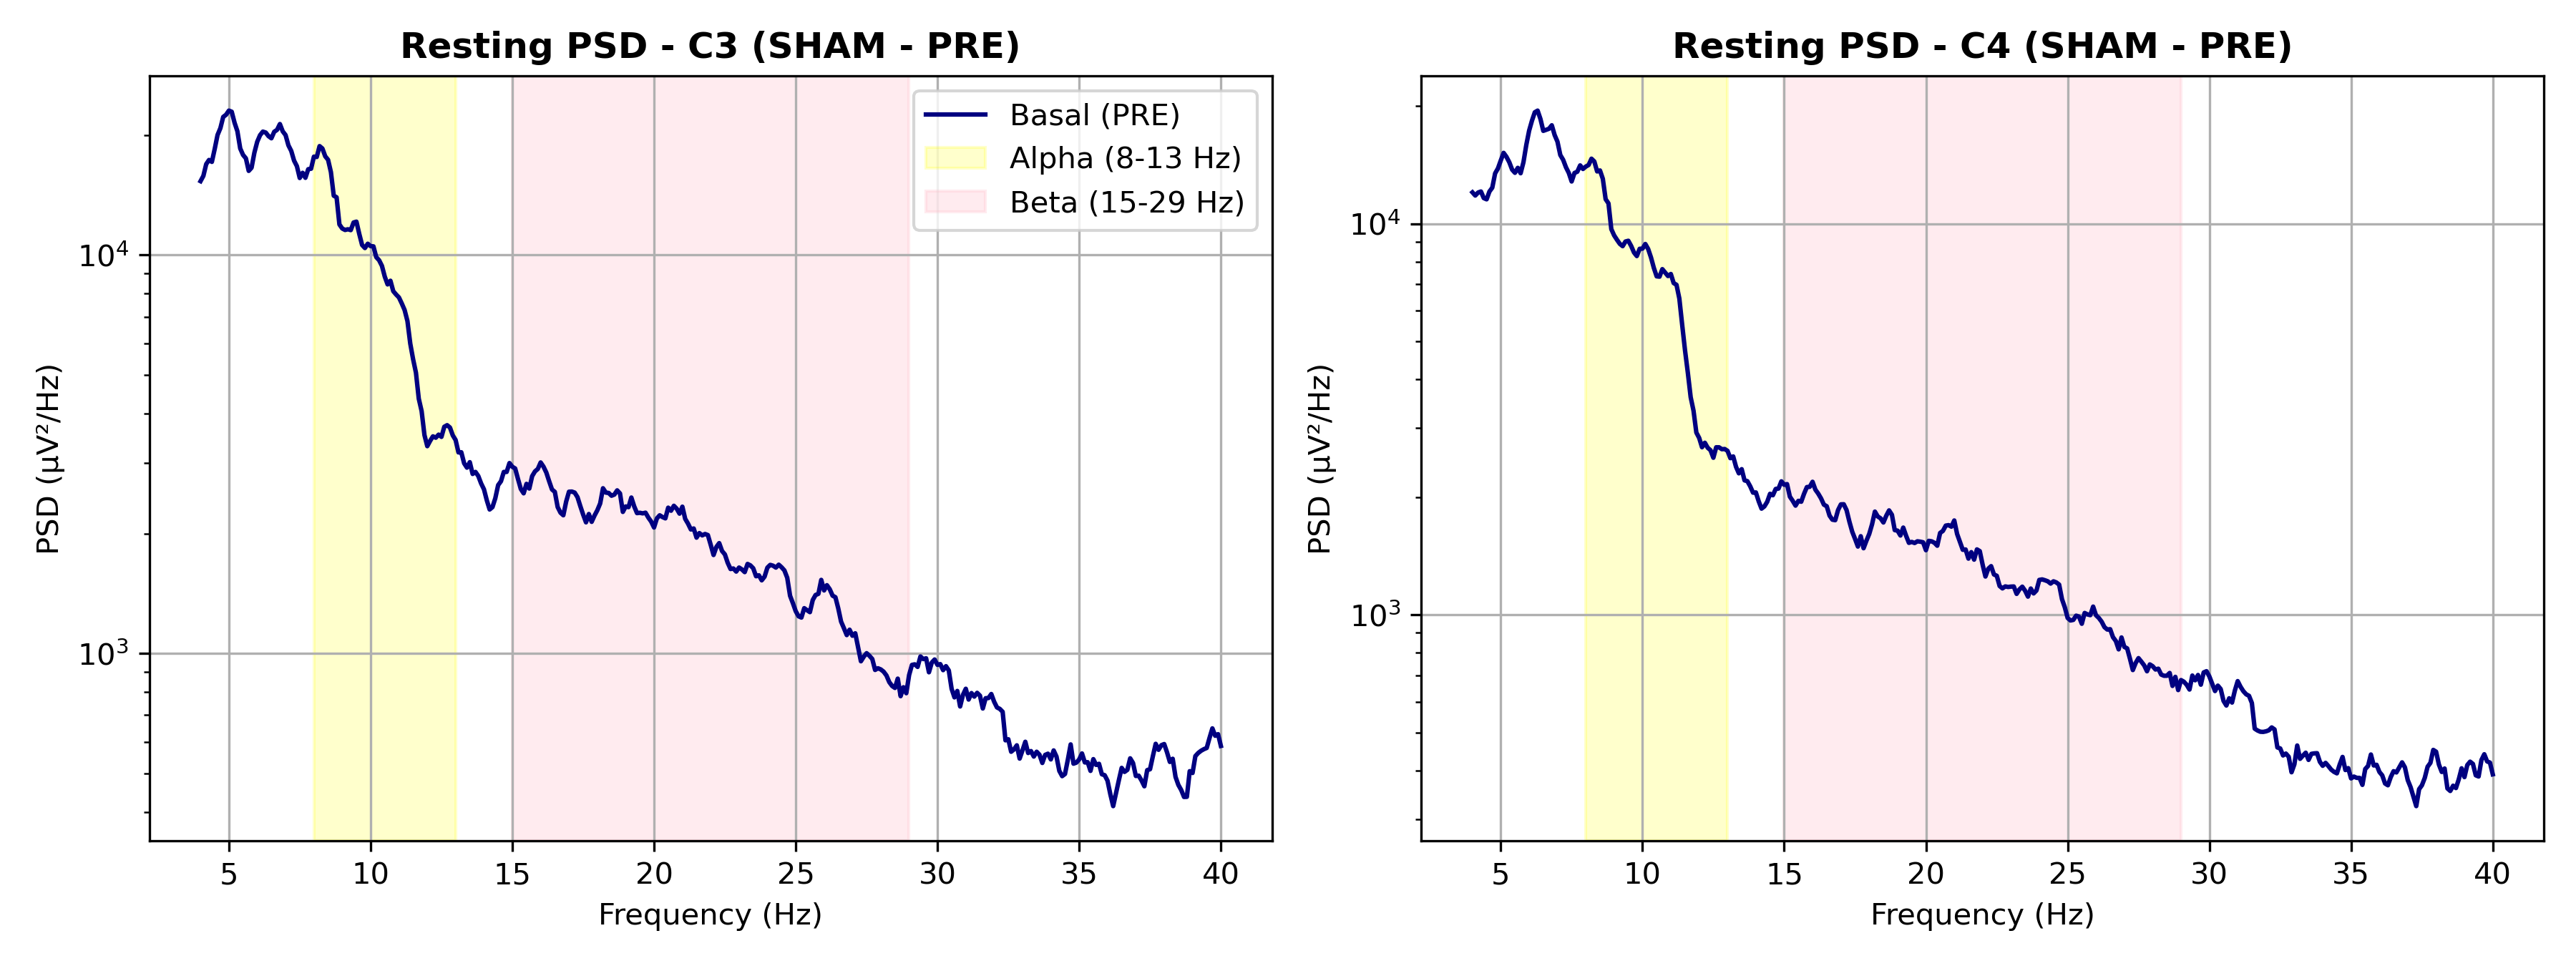 Resting PSD - C3 (SHAM - PRE)
Basal (PRE)
Alpha (8-13 Hz)
Beta (15-29 Hz)
PSD (µV²/Hz)
10⁴
10³
5 10 15 20 25 30 35 40
Frequency (Hz)
Resting PSD - C4 (SHAM - PRE)
PSD (µV²/Hz)
10⁴
10³
5 10 15 20 25 30 35 40
Frequency (Hz)